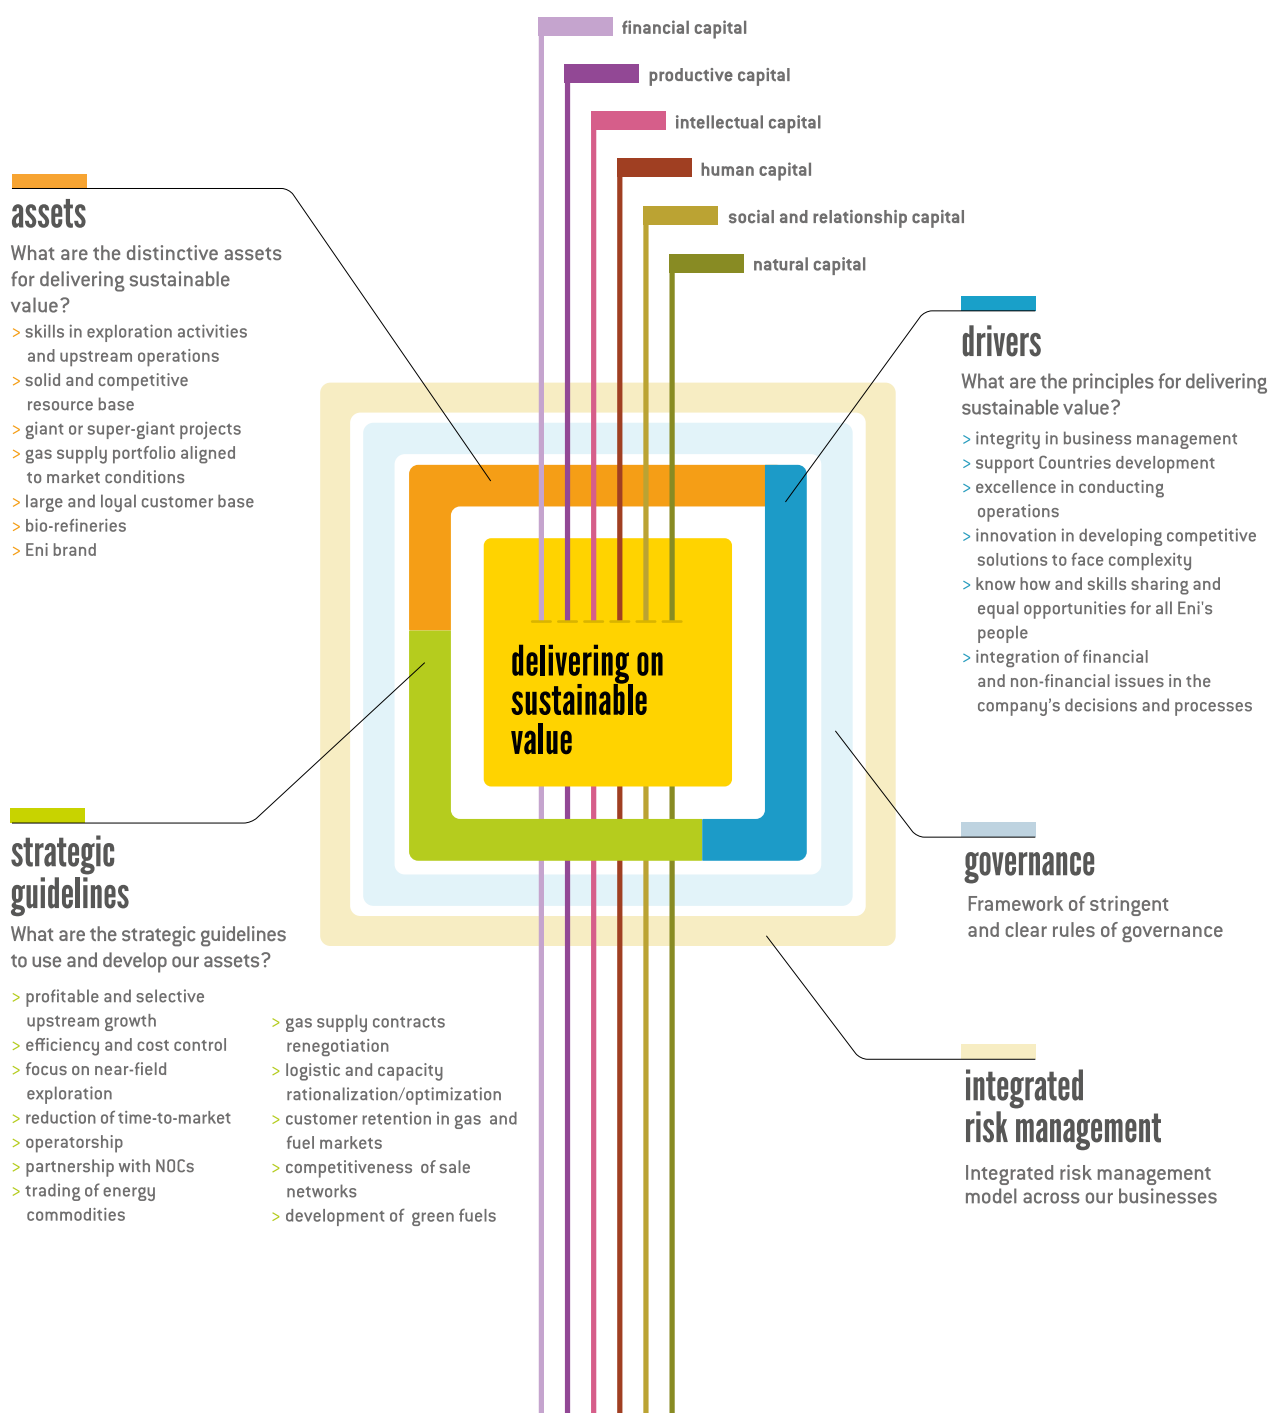 financial capital
productive capital
intellectual capital
human capital
social and relationship capital
natural capital
assets
What are the distinctive assets
for delivering sustainable
value?
> skills in exploration activities
and upstream operations
> solid and competitive
resource base
> giant or super-giant projects
> gas supply portfolio aligned
to market conditions
> large and loyal customer base
> bio-refineries
> Eni brand
drivers
What are the principles for delivering
sustainable value?
> integrity in business management
> support Countries development
> excellence in conducting
operations
> innovation in developing competitive
solutions to face complexity
> know how and skills sharing and
equal opportunities for all Eni's
people
> integration of financial
and non-financial issues in the
company's decisions and processes
delivering on
sustainable
value
strategic
guidelines
What are the strategic guidelines
to use and develop our assets?
> profitable and selective
upstream growth
> efficiency and cost control
> focus on near-field
exploration
> reduction of time-to-market
> operatorship
> partnership with NOCs
> trading of energy
commodities
> gas supply contracts
renegotiation
> logistic and capacity
rationalization/optimization
> customer retention in gas and
fuel markets
> competitiveness of sale
networks
> development of green fuels
governance
Framework of stringent
and clear rules of governance
integrated
risk management
Integrated risk management
model across our businesses